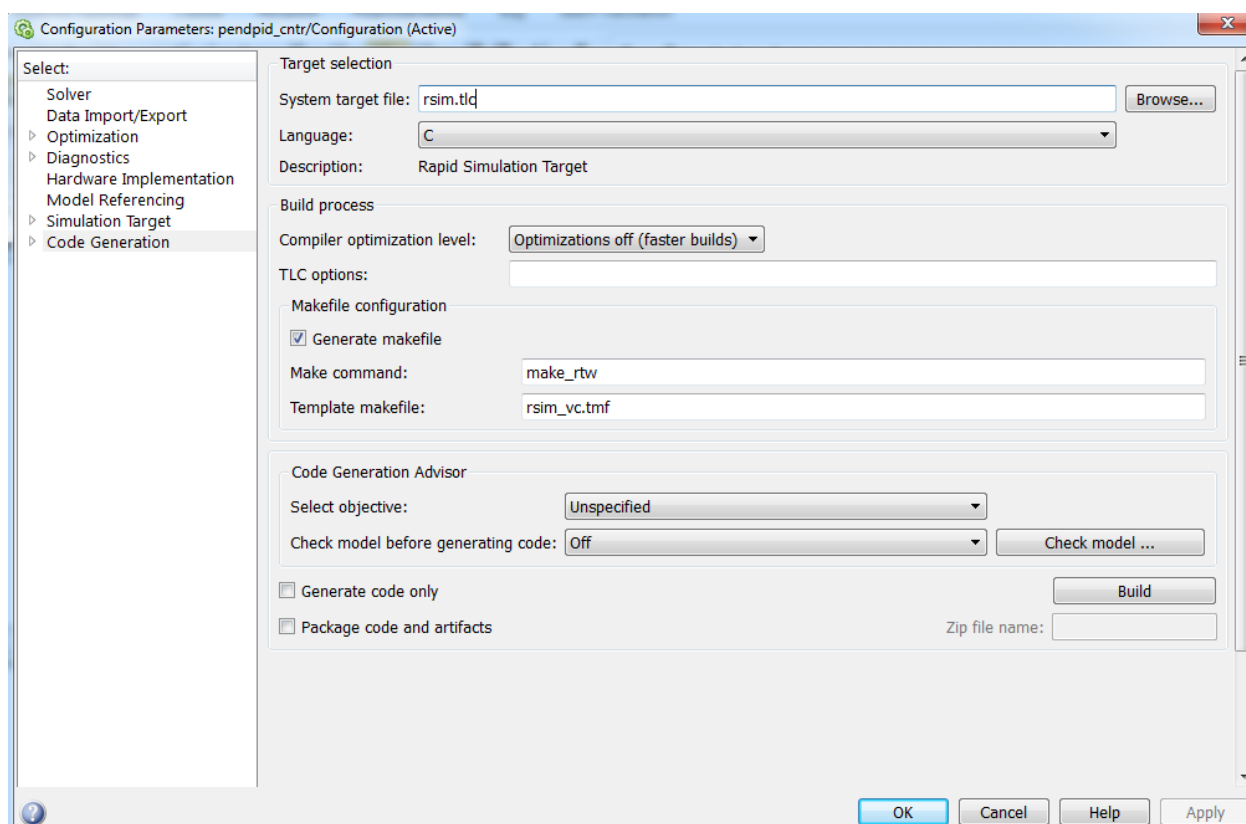 Configuration Parameters: pendpid_cntr/Configuration (Active)
Select:
Solver
Data Import/Export
Optimization
Diagnostics
Hardware Implementation
Model Referencing
Simulation Target
Code Generation
Target selection
System target file: rsim.tlc Browse...
Language: C
Description: Rapid Simulation Target
Build process
Compiler optimization level: Optimizations off (faster builds)
TLC options:
Makefile configuration
Generate makefile
Make command: make_rtw
Template makefile: rsim_vc.tmf
Code Generation Advisor
Select objective: Unspecified
Check model before generating code: Off Check model ...
Generate code only Build
Package code and artifacts Zip file name:
OK Cancel Help Apply